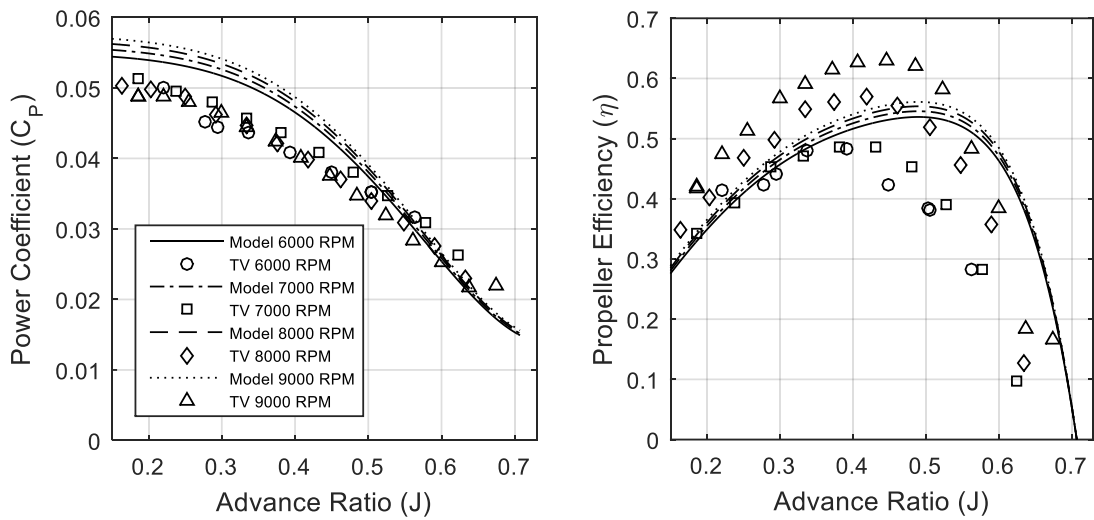 0.06
0.05
0.04
0.03
0.02
0.01
0
Power Coefficient (C_P)
Model 6000 RPM
TV 6000 RPM
Model 7000 RPM
TV 7000 RPM
Model 8000 RPM
TV 8000 RPM
Model 9000 RPM
TV 9000 RPM
0.2 0.3 0.4 0.5 0.6 0.7
Advance Ratio (J)
0.7
0.6
0.5
0.4
0.3
0.2
0.1
0
Propeller Efficiency (η)
0.2 0.3 0.4 0.5 0.6 0.7
Advance Ratio (J)